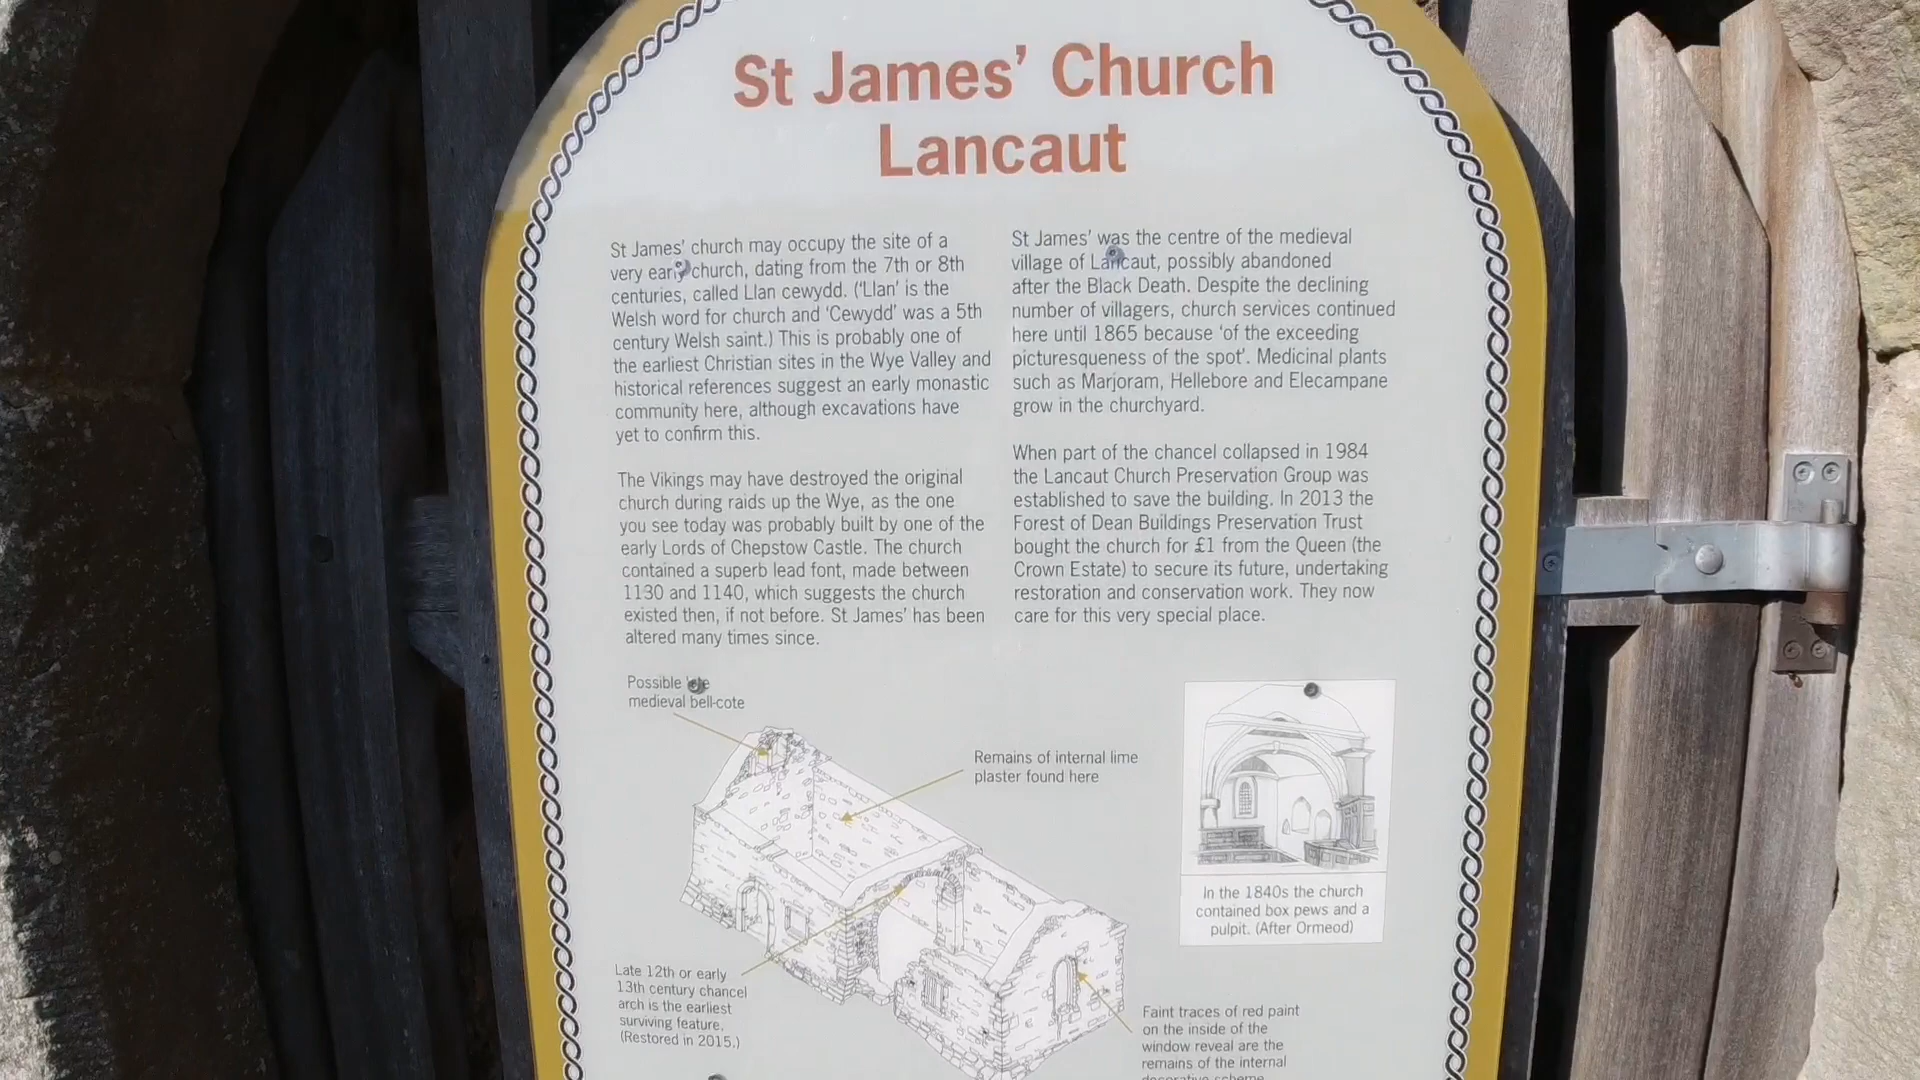 St James' Church
Lancaut
St James' church may occupy the site of a
very early church, dating from the 7th or 8th
centuries, called Llan cewydd. ('Llan' is the
Welsh word for church and 'Cewydd' was a 5th
century Welsh saint.) This is probably one of
the earliest Christian sites in the Wye Valley and
historical references suggest an early monastic
community here, although excavations have
yet to confirm this.
The Vikings may have destroyed the original
church during raids up the Wye, as the one
you see today was probably built by one of the
early Lords of Chepstow Castle. The church
contained a superb lead font, made between
1130 and 1140, which suggests the church
existed then, if not before. St James' has been
altered many times since.
St James' was the centre of the medieval
village of Lancaut, possibly abandoned
after the Black Death. Despite the declining
number of villagers, church services continued
here until 1865 because 'of the exceeding
picturesqueness of the spot'. Medicinal plants
such as Marjoram, Hellebore and Elecampane
grow in the churchyard.
When part of the chancel collapsed in 1984
the Lancaut Church Preservation Group was
established to save the building. In 2013 the
Forest of Dean Buildings Preservation Trust
bought the church for £1 from the Queen (the
Crown Estate) to secure its future, undertaking
restoration and conservation work. They now
care for this very special place.
Possible late
medieval bell-cote
Remains of internal lime
plaster found here
In the 1840s the church
contained box pews and a
pulpit. (After Ormeod)
Late 12th or early
13th century chancel
arch is the earliest
surviving feature.
(Restored in 2015.)
Faint traces of red paint
on the inside of the
window reveal are the
remains of the internal
decorative scheme